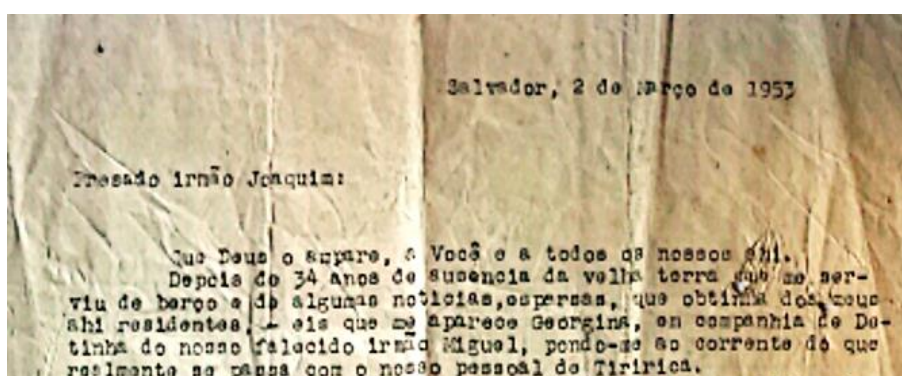 Salvador, 2 de Março de 1953
Presado irmão Joaquim:
Que Deus o ampare, a Você e a todos os nossos ahi.
Depois de 34 anos de ausencia da velha terra que me ser-
viu de berço e de algumas noticias,esparsas, que obtinha dos meus
ahi residentes, - eis que me aparece Georgina, en companhia de De-
tinha do nosso falecido irmão Miguel, pondo-me ao corrente do que
realmente se passa com o nosso pessoal de Tiririca.